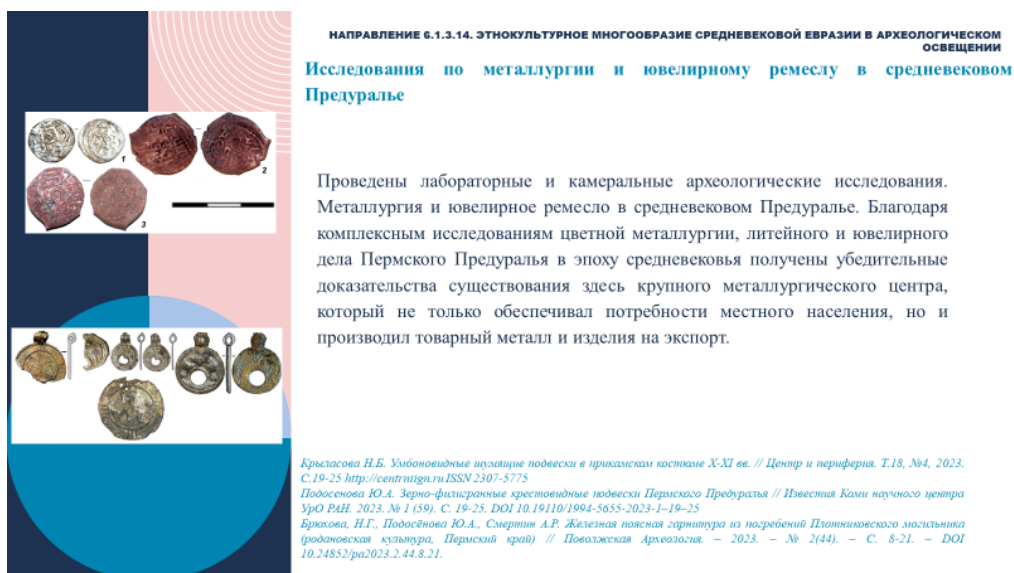 НАПРАВЛЕНИЕ 6.1.3.14. ЭТНОКУЛЬТУРНОЕ МНОГООБРАЗИЕ СРЕДНЕВЕКОВОЙ ЕВРАЗИИ В АРХЕОЛОГИЧЕСКОМ
ОСВЕЩЕНИИ
Исследования по металлургии и ювелирному ремеслу в средневековом
Предуралье
1
2
3
Проведены лабораторные и камеральные археологические исследования.
Металлургия и ювелирное ремесло в средневековом Предуралье. Благодаря
комплексным исследованиям цветной металлургии, литейного и ювелирного
дела Пермского Предуралья в эпоху средневековья получены убедительные
доказательства существования здесь крупного металлургического центра,
который не только обеспечивал потребности местного населения, но и
производил товарный металл и изделия на экспорт.
Крыласова Н.Б. Умбоновидные шумящие подвески в прикамском костюме X-XI вв. // Центр и периферия. Т.18, №4, 2023.
С.19-25 http://centrniign.ru ISSN 2307-5775
Подосенова Ю.А. Зерно-филигранные крестовидные подвески Пермского Предуралья // Известия Коми научного центра
УрО РАН. 2023. № 1 (59). С. 19-25. DOI 10.19110/1994-5655-2023-1–19–25
Брюхова, Н.Г., Подосёнова Ю.А., Смертин А.Р. Железная поясная гарнитура из погребений Плотниковского могильника
(родановская культура, Пермский край) // Поволжская Археология. – 2023. – № 2(44). – С. 8-21. – DOI
10.24852/pa2023.2.44.8.21.